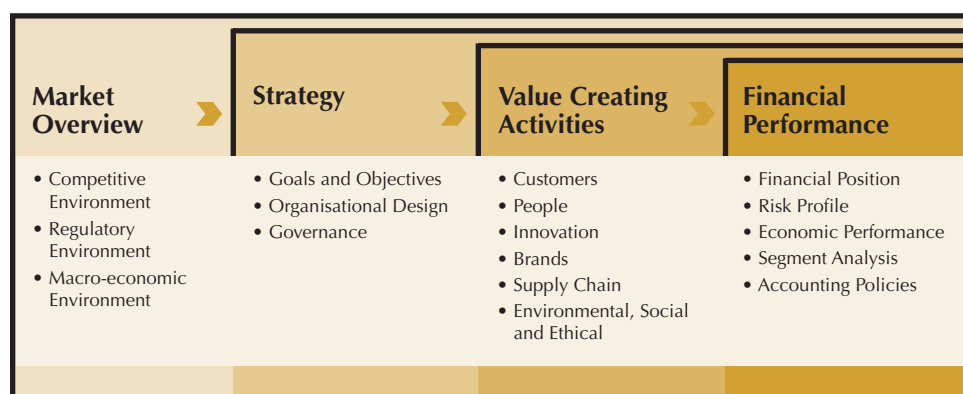 Market
Overview
Strategy
Value Creating
Activities
Financial
Performance
• Competitive
Environment
• Regulatory
Environment
• Macro-economic
Environment
• Goals and Objectives
• Organisational Design
• Governance
• Customers
• People
• Innovation
• Brands
• Supply Chain
• Environmental, Social
and Ethical
• Financial Position
• Risk Profile
• Economic Performance
• Segment Analysis
• Accounting Policies